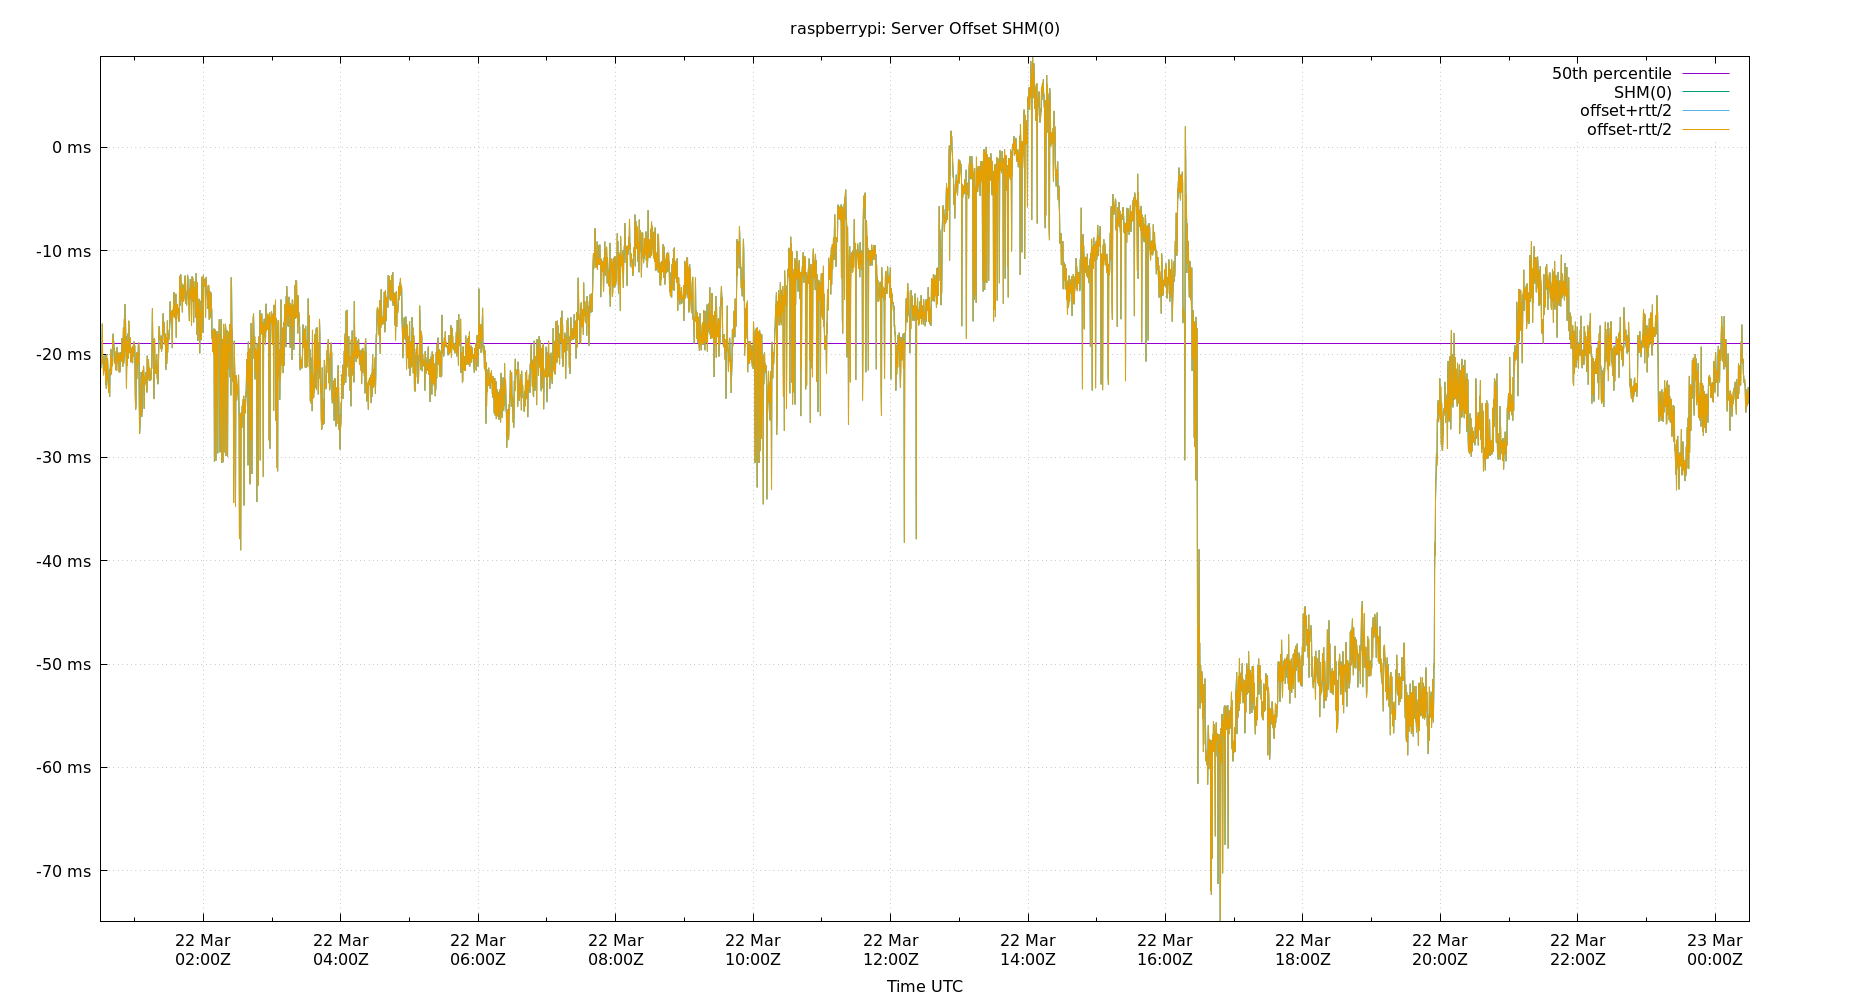 raspberrypi: Server Offset SHM(0)
50th percentile
SHM(0)
offset+rtt/2
offset-rtt/2
0 ms
-10 ms
-20 ms
-30 ms
-40 ms
-50 ms
-60 ms
-70 ms
22 Mar 22 Mar 22 Mar 22 Mar 22 Mar 22 Mar 22 Mar 22 Mar 22 Mar 22 Mar 22 Mar 23 Mar
02:00Z 04:00Z 06:00Z 08:00Z 10:00Z 12:00Z 14:00Z 16:00Z 18:00Z 20:00Z 22:00Z 00:00Z
Time UTC